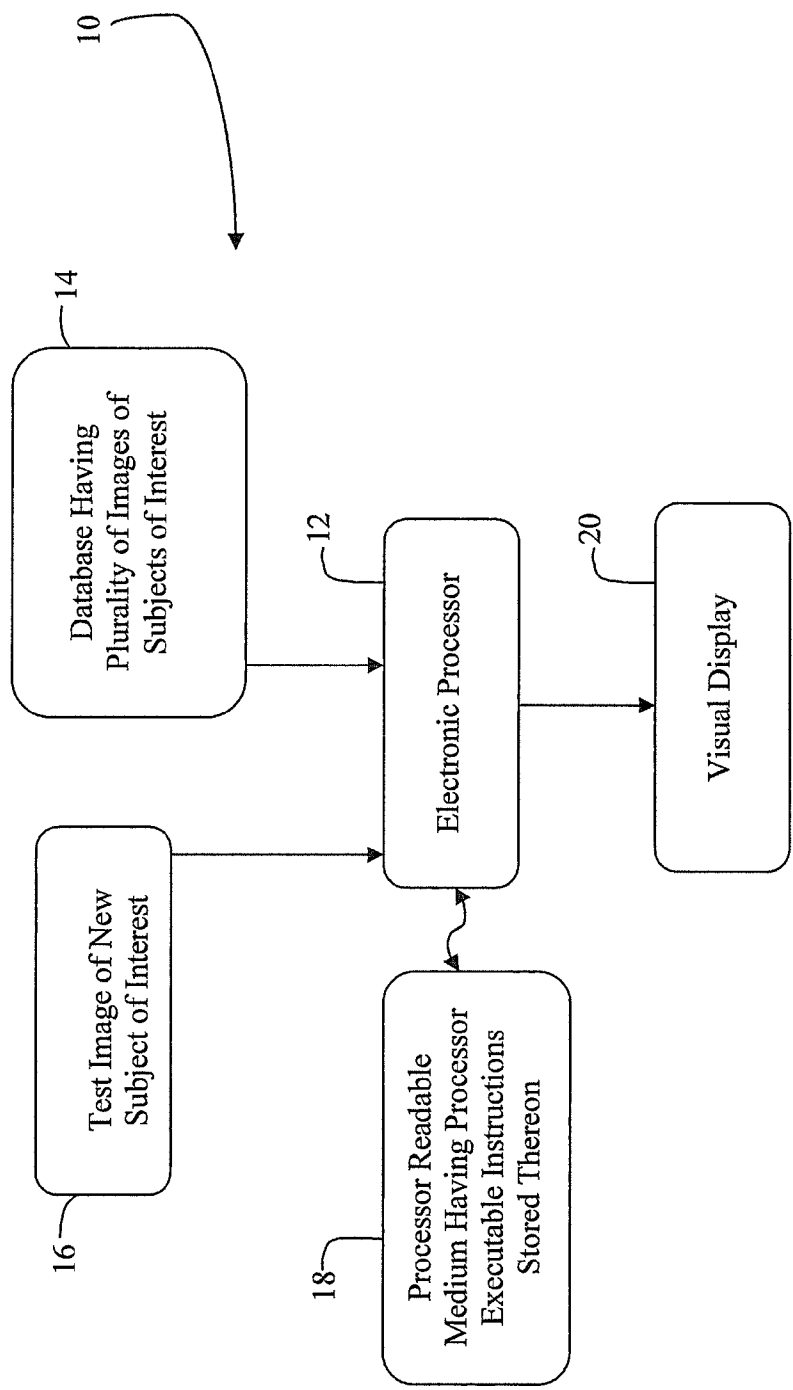 10
14
Database Having
Plurality of Images of
Subjects of Interest
16
Test Image of New
Subject of Interest
12
Electronic Processor
18
Processor Readable
Medium Having Processor
Executable Instructions
Stored Thereon
20
Visual Display